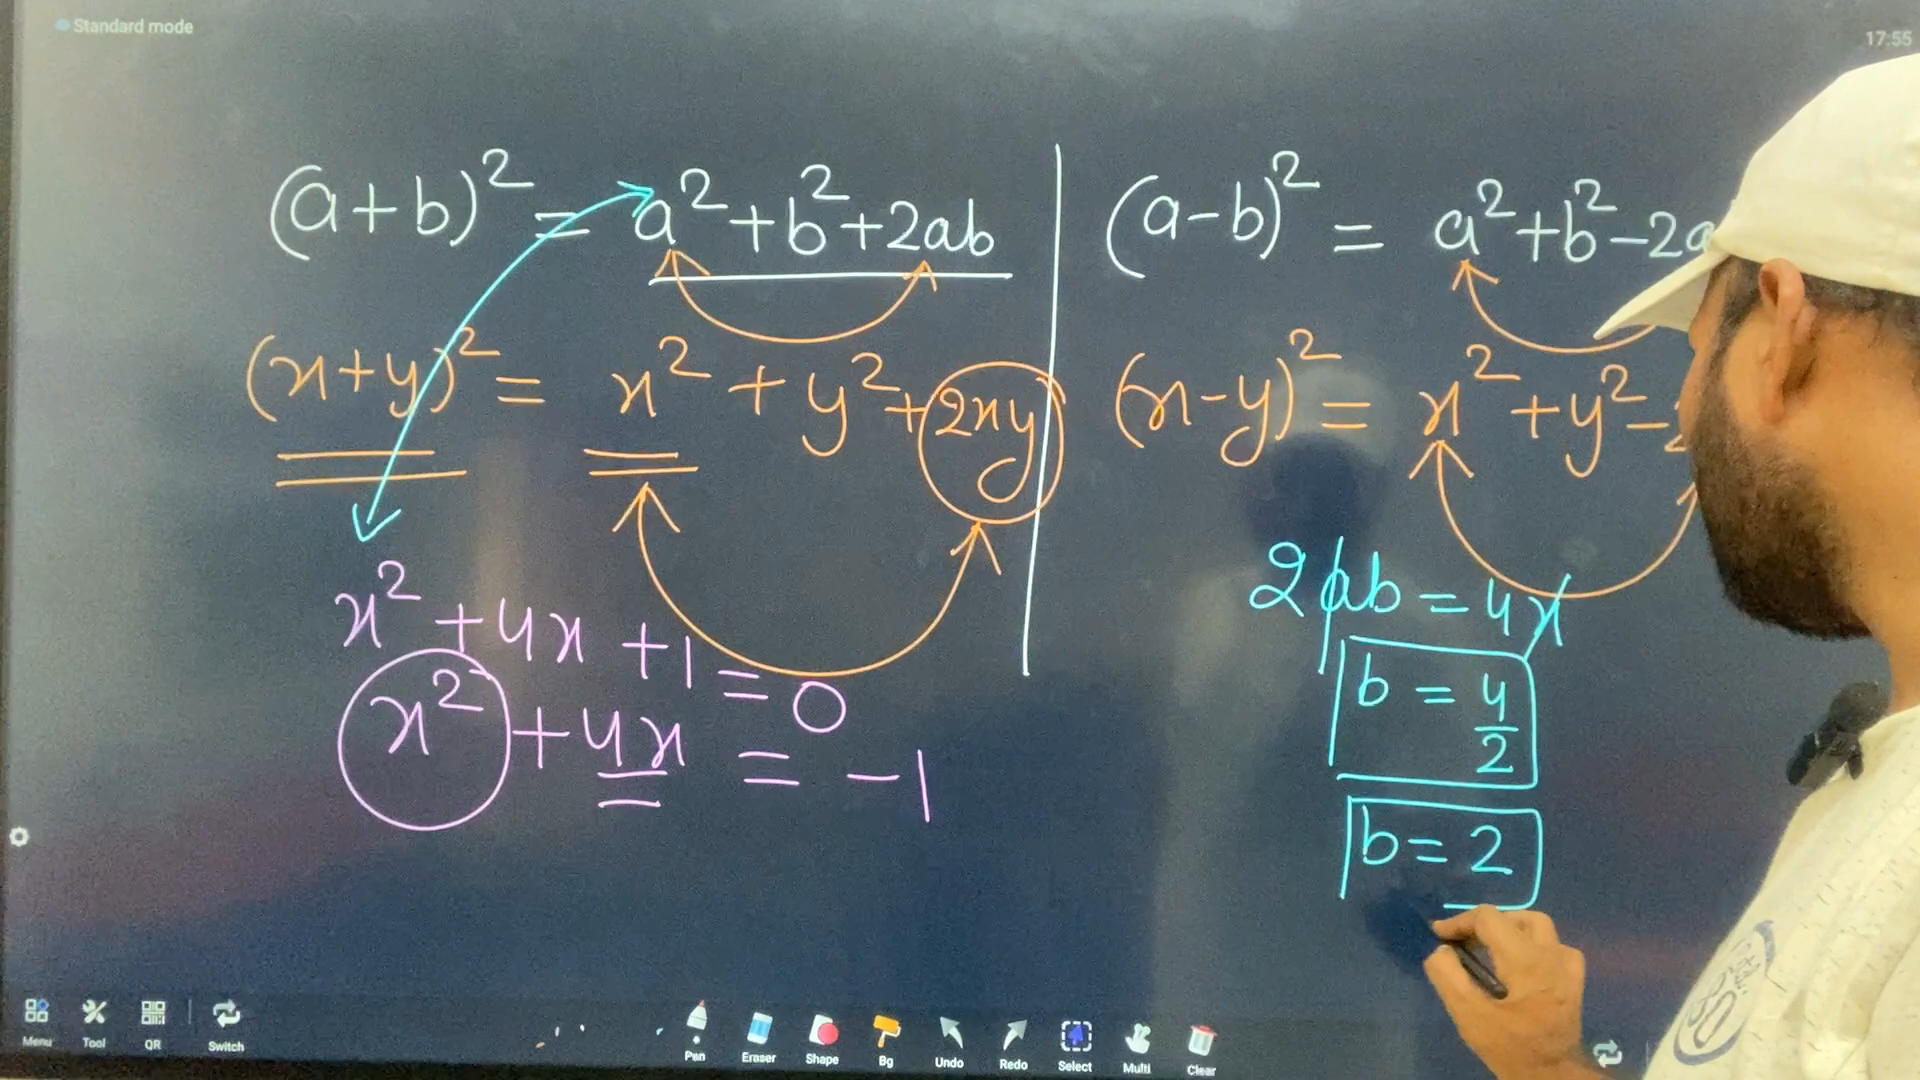 Standard mode
17:55
(a+b)² = a²+b²+2ab
(x+y)² = x² + y² + 2xy
x² + 4x + 1 = 0
x² + 4x = -1
(a-b)² = a²+b²-2a
(x-y)² = x²+y²-2
2ab = 4x
b = 4/2
b = 2
Menu Tool QR Switch Pen Eraser Shape Bg Undo Redo Select Multi Clear